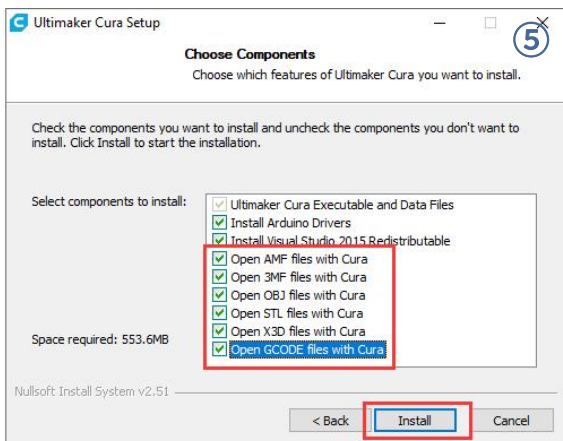 Ultimaker Cura Setup
⑤
Choose Components
Choose which features of Ultimaker Cura you want to install.
Check the components you want to install and uncheck the components you don't want to
install. Click Install to start the installation.
Select components to install:
Ultimaker Cura Executable and Data Files
Install Arduino Drivers
Install Visual Studio 2015 Redistributable
Open AMF files with Cura
Open 3MF files with Cura
Open OBJ files with Cura
Open STL files with Cura
Open X3D files with Cura
Open GCODE files with Cura
Space required: 553.6MB
Nullsoft Install System v2.51
< Back Install Cancel